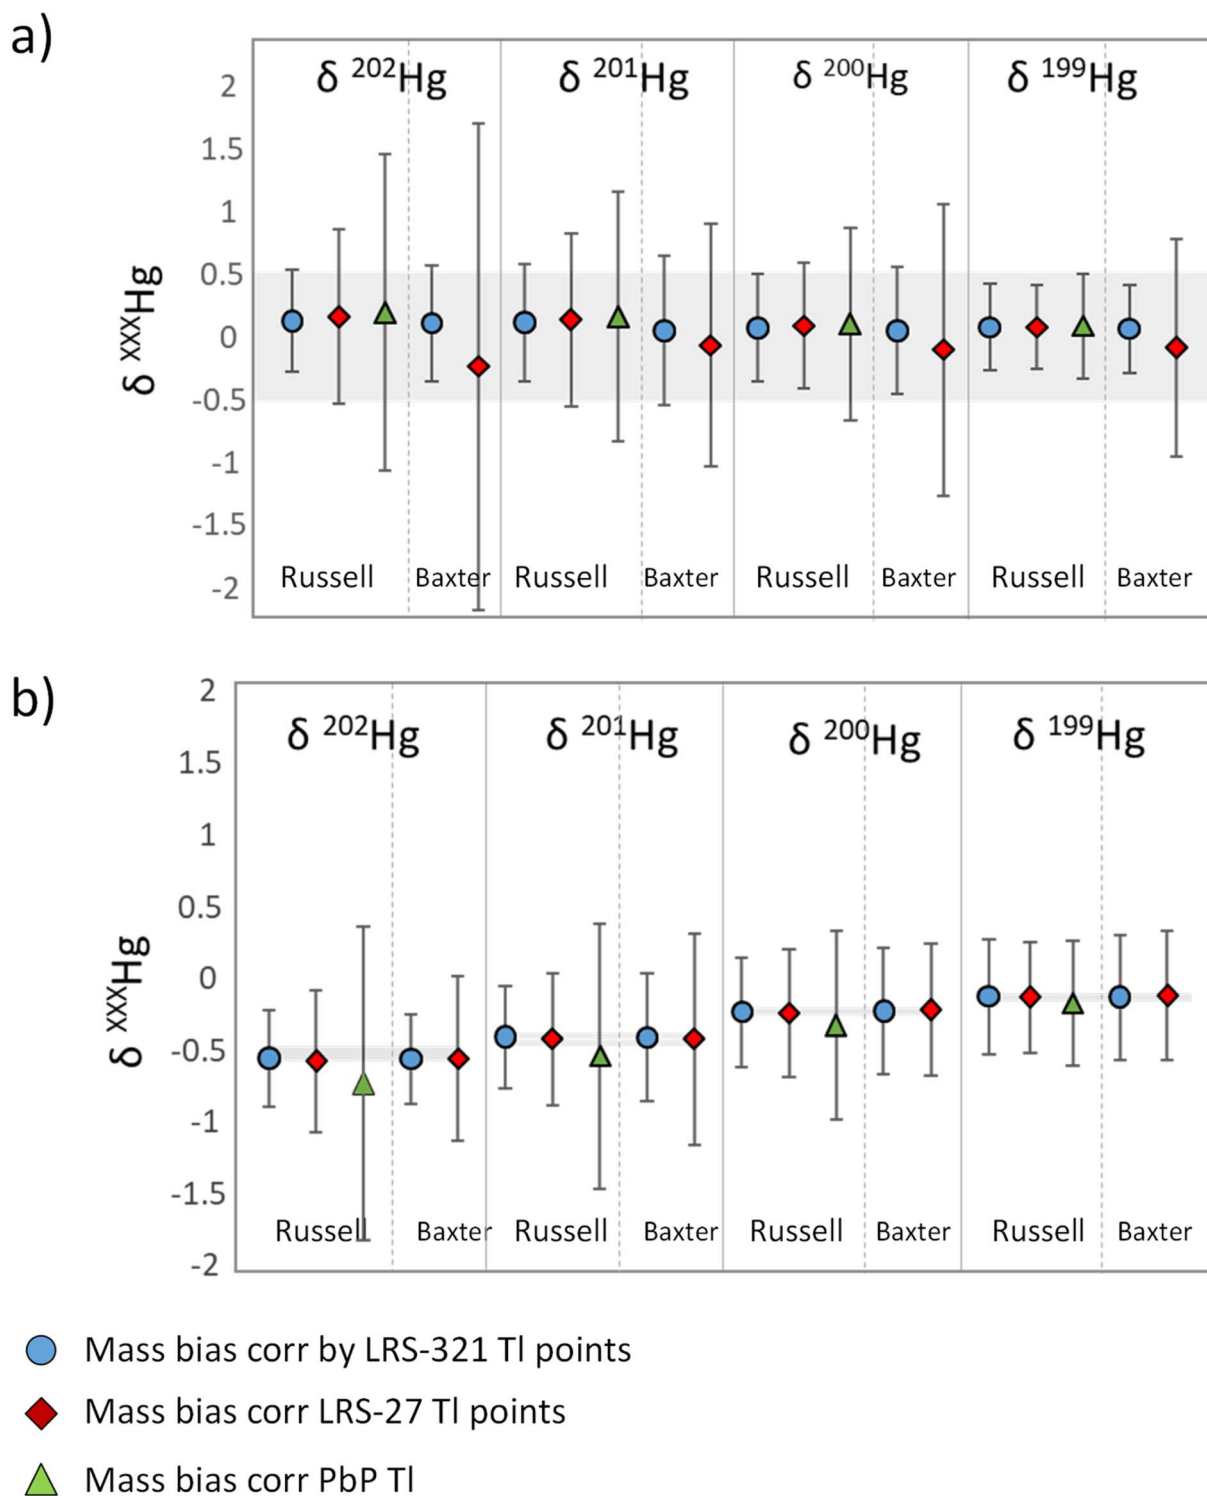 a)
δ ²⁰²Hg δ ²⁰¹Hg δ ²⁰⁰Hg δ ¹⁹⁹Hg
2
1.5
1
0.5
0
-0.5
-1
-1.5
-2
δ ˣˣˣHg
Russell Baxter Russell Baxter Russell Baxter Russell Baxter
b)
δ ²⁰²Hg δ ²⁰¹Hg δ ²⁰⁰Hg δ ¹⁹⁹Hg
2
1.5
1
0.5
0
-0.5
-1
-1.5
-2
δ ˣˣˣHg
Russell Baxter Russell Baxter Russell Baxter Russell Baxter
Mass bias corr by LRS-321 Tl points
Mass bias corr LRS-27 Tl points
Mass bias corr PbP Tl